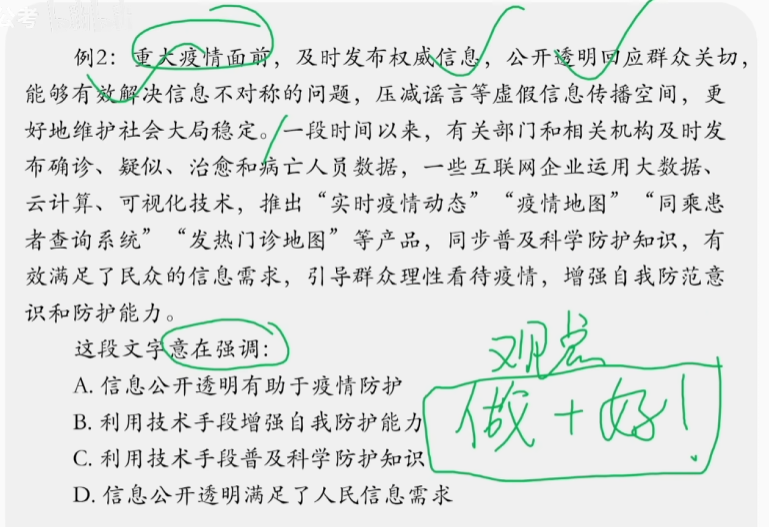 公考
例2：重大疫情面前，及时发布权威信息，公开透明回应群众关切，
能够有效解决信息不对称的问题，压减谣言等虚假信息传播空间，更
好地维护社会大局稳定。一段时间以来，有关部门和相关机构及时发
布确诊、疑似、治愈和病亡人员数据，一些互联网企业运用大数据、
云计算、可视化技术，推出“实时疫情动态”“疫情地图”“同乘患
者查询系统”“发热门诊地图”等产品，同步普及科学防护知识，有
效满足了民众的信息需求，引导群众理性看待疫情，增强自我防范意
识和防护能力。
这段文字意在强调：
观点
A. 信息公开透明有助于疫情防护
B. 利用技术手段增强自我防护能力
做+好！
C. 利用技术手段普及科学防护知识
D. 信息公开透明满足了人民信息需求